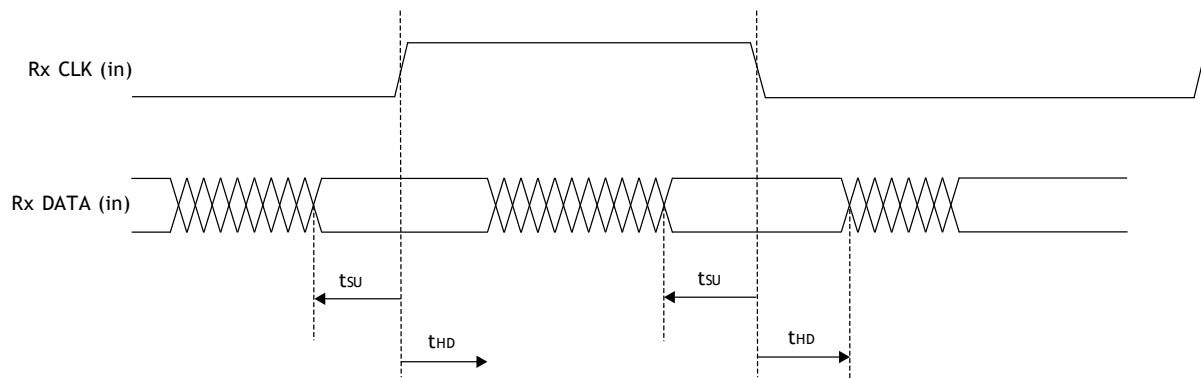 Rx CLK (in)
Rx DATA (in)
tSU
tSU
tHD
tHD